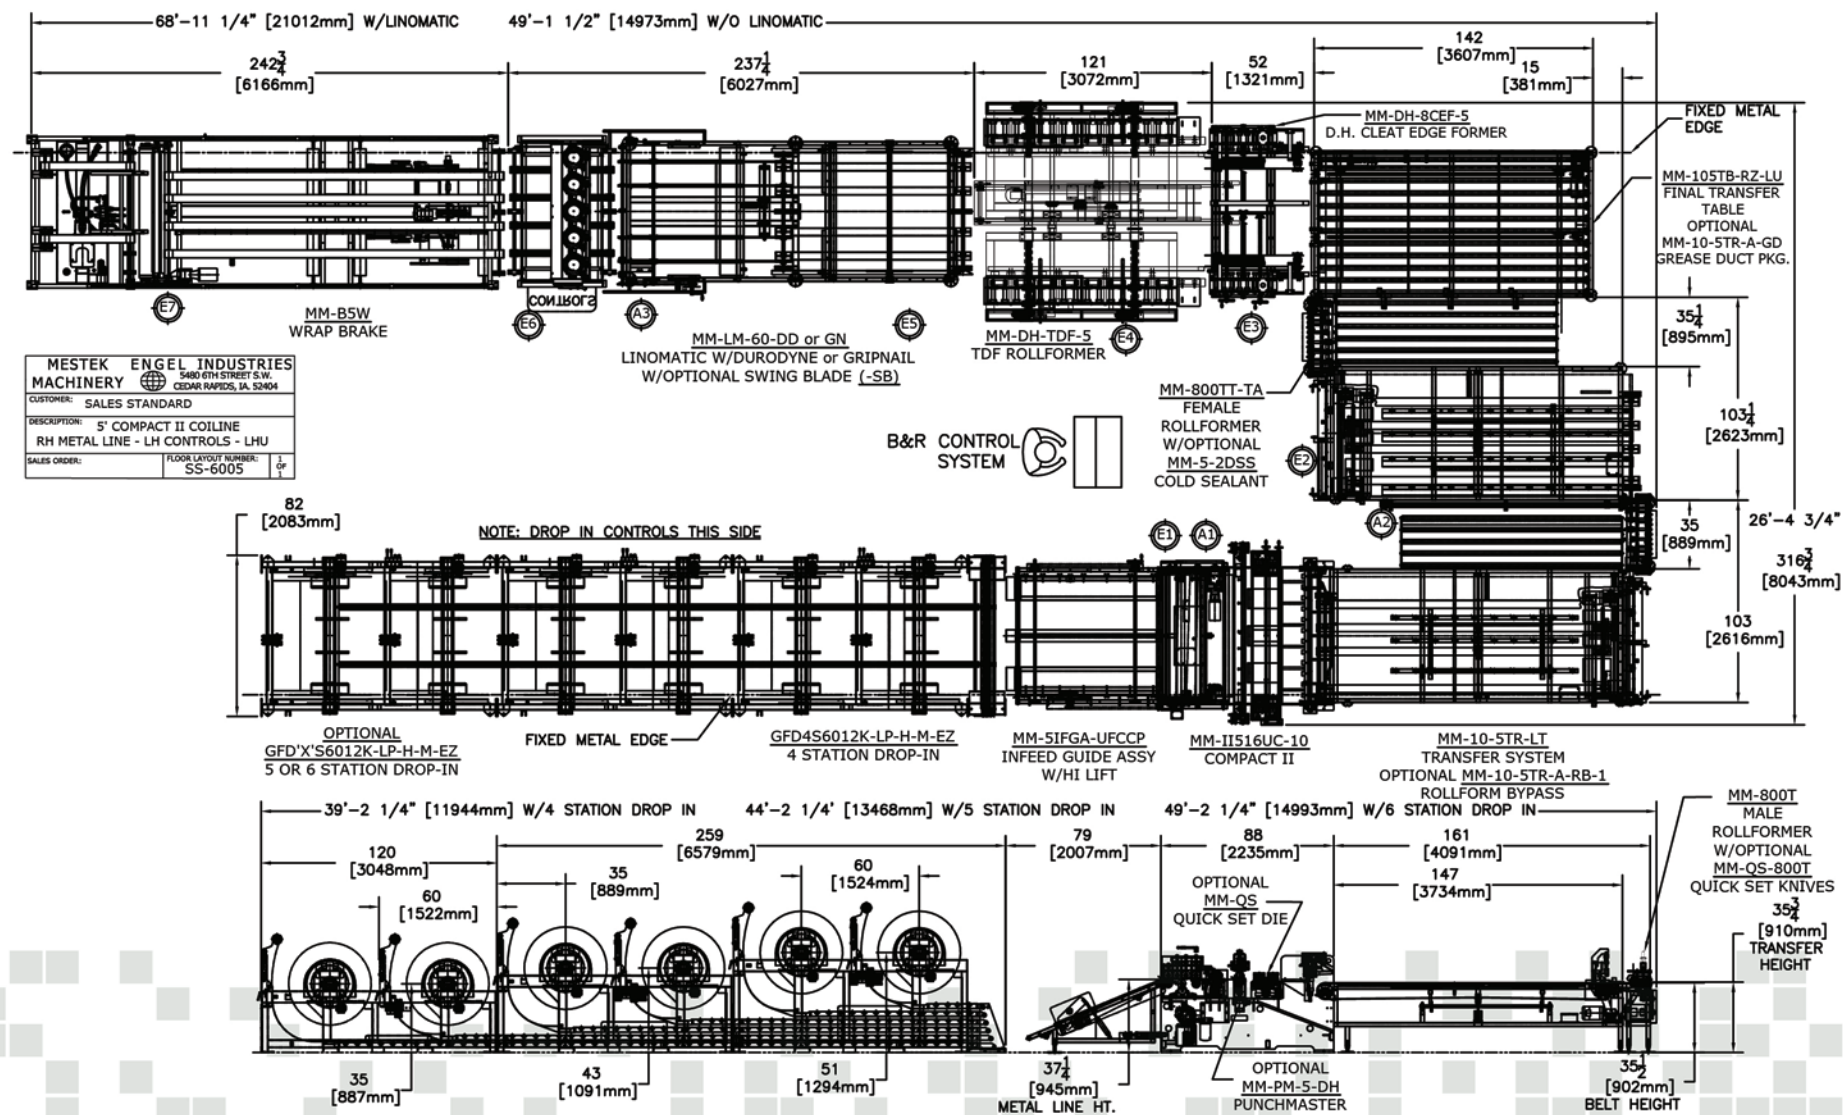 68'-11 1/4" [21012mm] W/LINOMATIC
49'-1 1/2" [14973mm] W/O LINOMATIC
242 3/4
[6166mm]
237 1/4
[6027mm]
121
[3072mm]
52
[1321mm]
142
[3607mm]
15
[381mm]
MM-DH-8CEF-5
D.H. CLEAT EDGE FORMER
FIXED METAL
EDGE
MM-105TB-RZ-LU
FINAL TRANSFER
TABLE
OPTIONAL
MM-10-5TR-A-GD
GREASE DUCT PKG.
CONTROLS
E7
E6
A3
E5
E4
E3
MM-B5W
WRAP BRAKE
MM-LM-60-DD or GN
LINOMATIC W/DURODYNE or GRIPNAIL
W/OPTIONAL SWING BLADE (-SB)
MM-DH-TDF-5
TDF ROLLFORMER
35 1/4
[895mm]
MESTEK ENGEL INDUSTRIES
MACHINERY
5480 6TH STREET S.W.
CEDAR RAPIDS, IA. 52404
CUSTOMER: SALES STANDARD
DESCRIPTION: 5' COMPACT II COILINE
RH METAL LINE - LH CONTROLS - LHU
SALES ORDER:
FLOOR LAYOUT NUMBER:
SS-6005
1
OF
1
MM-800TT-TA
FEMALE
ROLLFORMER
W/OPTIONAL
MM-5-2DSS
COLD SEALANT
B&R CONTROL
SYSTEM
E2
103 1/4
[2623mm]
82
[2083mm]
NOTE: DROP IN CONTROLS THIS SIDE
E1
A1
A2
35
[889mm]
26'-4 3/4"
316 3/4
[8043mm]
103
[2616mm]
OPTIONAL
GFD'X'S6012K-LP-H-M-EZ
5 OR 6 STATION DROP-IN
FIXED METAL EDGE
GFD4S6012K-LP-H-M-EZ
4 STATION DROP-IN
MM-5IFGA-UFCCP
INFEED GUIDE ASSY
W/HI LIFT
MM-II516UC-10
COMPACT II
MM-10-5TR-LT
TRANSFER SYSTEM
OPTIONAL MM-10-5TR-A-RB-1
ROLLFORM BYPASS
39'-2 1/4" [11944mm] W/4 STATION DROP IN
44'-2 1/4' [13468mm] W/5 STATION DROP IN
49'-2 1/4" [14993mm] W/6 STATION DROP IN
MM-800T
MALE
ROLLFORMER
W/OPTIONAL
MM-QS-800T
QUICK SET KNIVES
120
[3048mm]
259
[6579mm]
79
[2007mm]
88
[2235mm]
161
[4091mm]
60
[1522mm]
35
[889mm]
60
[1524mm]
OPTIONAL
MM-QS
QUICK SET DIE
147
[3734mm]
35 3/4
[910mm]
TRANSFER
HEIGHT
35
[887mm]
43
[1091mm]
51
[1294mm]
37 1/4
[945mm]
METAL LINE HT.
OPTIONAL
MM-PM-5-DH
PUNCHMASTER
35 1/2
[902mm]
BELT HEIGHT